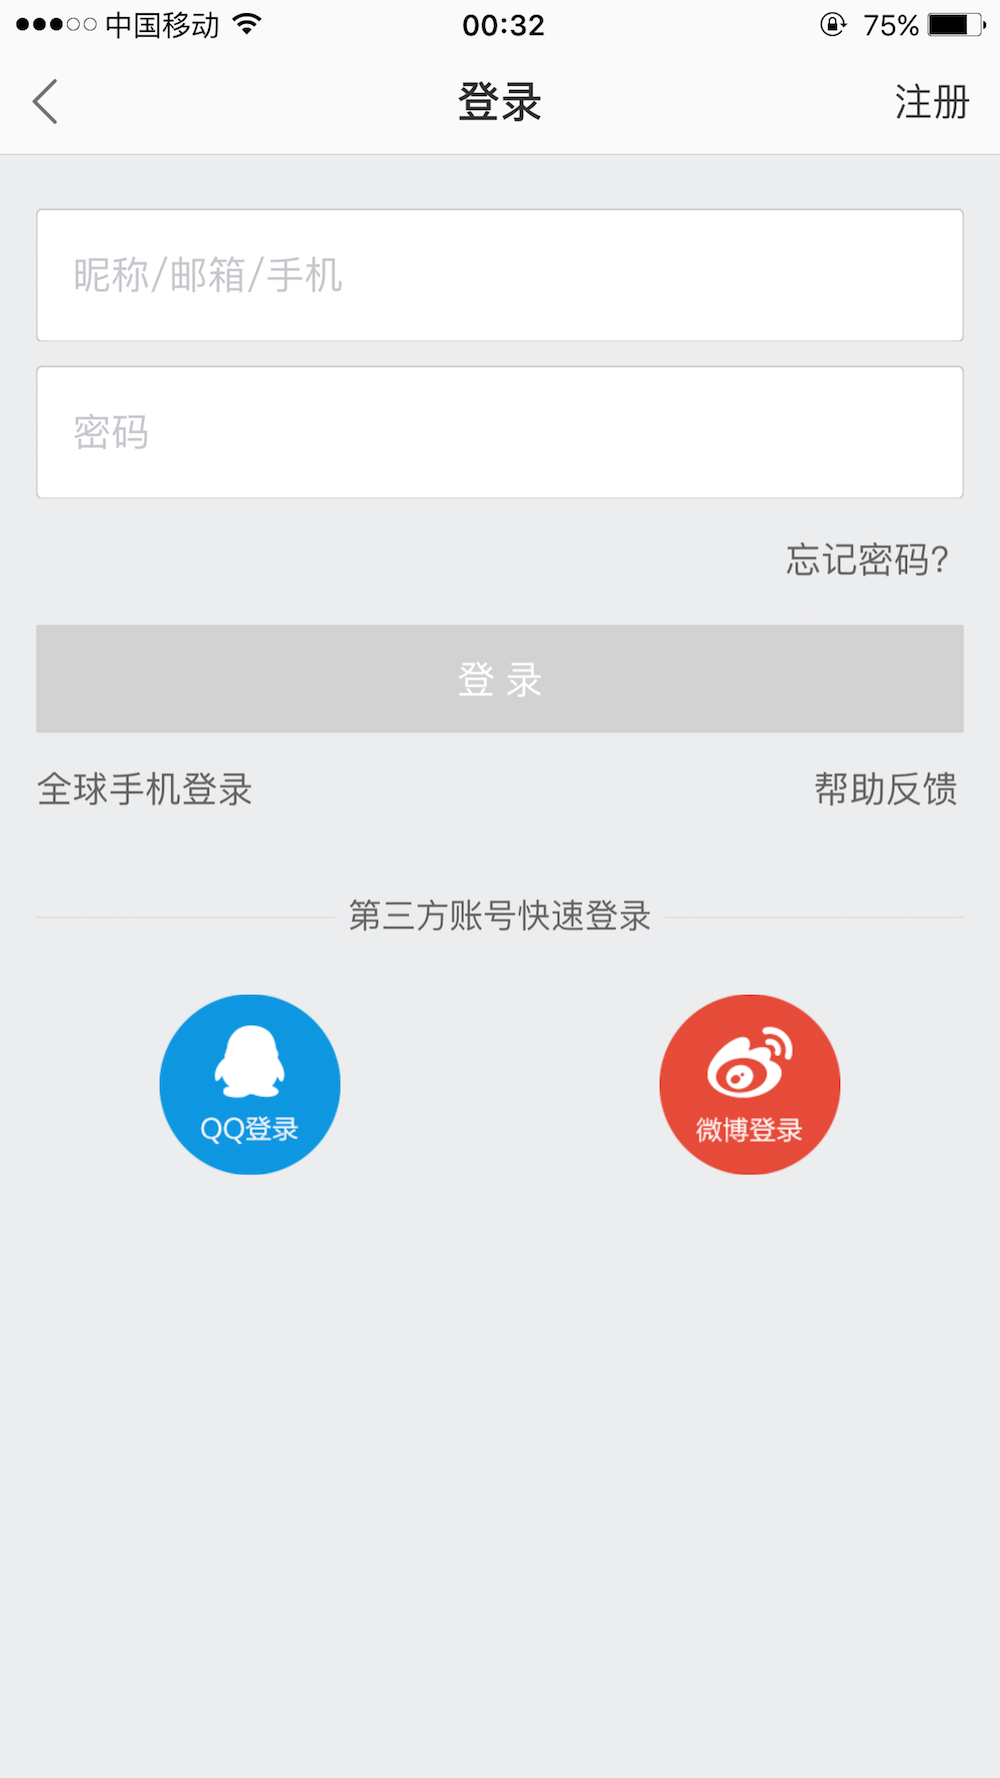 中国移动 00:32 75%
登录 注册
昵称/邮箱/手机
密码
忘记密码?
登 录
全球手机登录 帮助反馈
第三方账号快速登录
QQ登录 微博登录